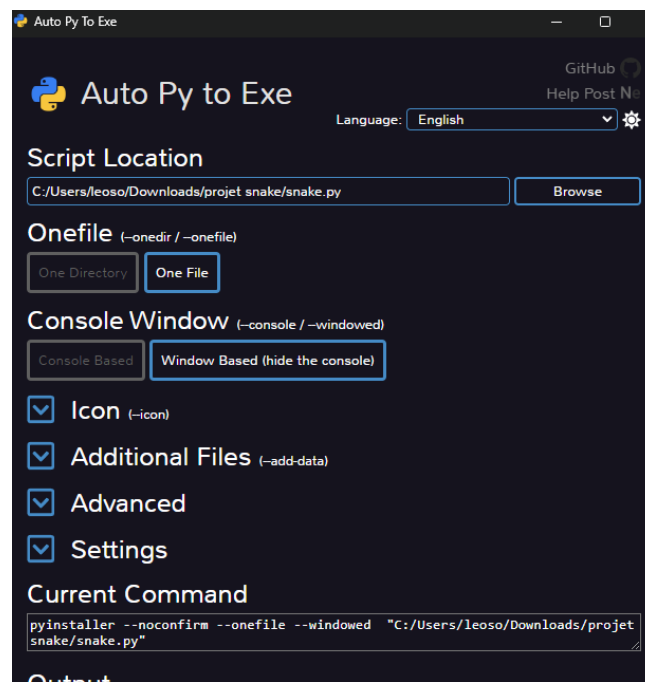 Auto Py To Exe
GitHub
Auto Py to Exe
Help Post Ne
Language: English
Script Location
C:/Users/leoso/Downloads/projet snake/snake.py Browse
Onefile (--onedir / --onefile)
One Directory One File
Console Window (--console / --windowed)
Console Based Window Based (hide the console)
Icon (--icon)
Additional Files (--add-data)
Advanced
Settings
Current Command
pyinstaller --noconfirm --onefile --windowed  "C:/Users/leoso/Downloads/projet
snake/snake.py"
Output